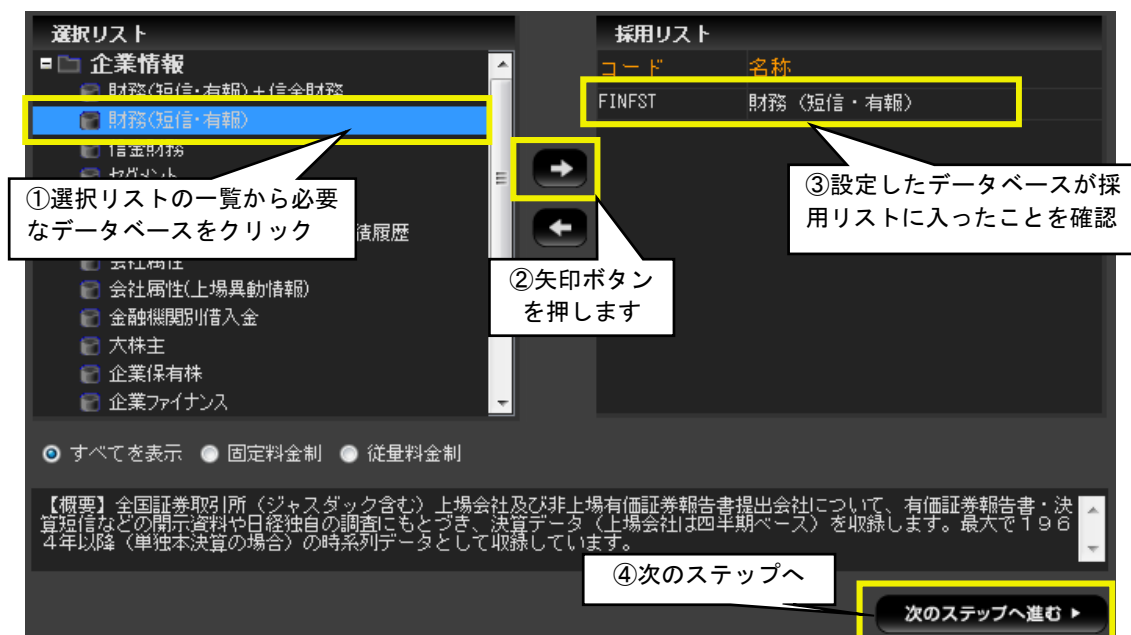 選択リスト
企業情報
財務(短信・有報)+信金財務
財務(短信・有報)
信金財務
セグメント
①選択リストの一覧から必要
なデータベースをクリック
績履歴
会社属性
会社属性(上場異動情報)
金融機関別借入金
大株主
企業保有株
企業ファイナンス
②矢印ボタン
を押します
採用リスト
コード 名称
FINFST 財務（短信・有報）
③設定したデータベースが採
用リストに入ったことを確認
すべてを表示 固定料金制 従量料金制
【概要】全国証券取引所（ジャスダック含む）上場会社及び非上場有価証券報告書提出会社について、有価証券報告書・決
算短信などの開示資料や日経独自の調査にもとづき、決算データ（上場会社は四半期ベース）を収録します。最大で１９６
４年以降（単独本決算の場合）の時系列データとして収録しています。
④次のステップへ
次のステップへ進む